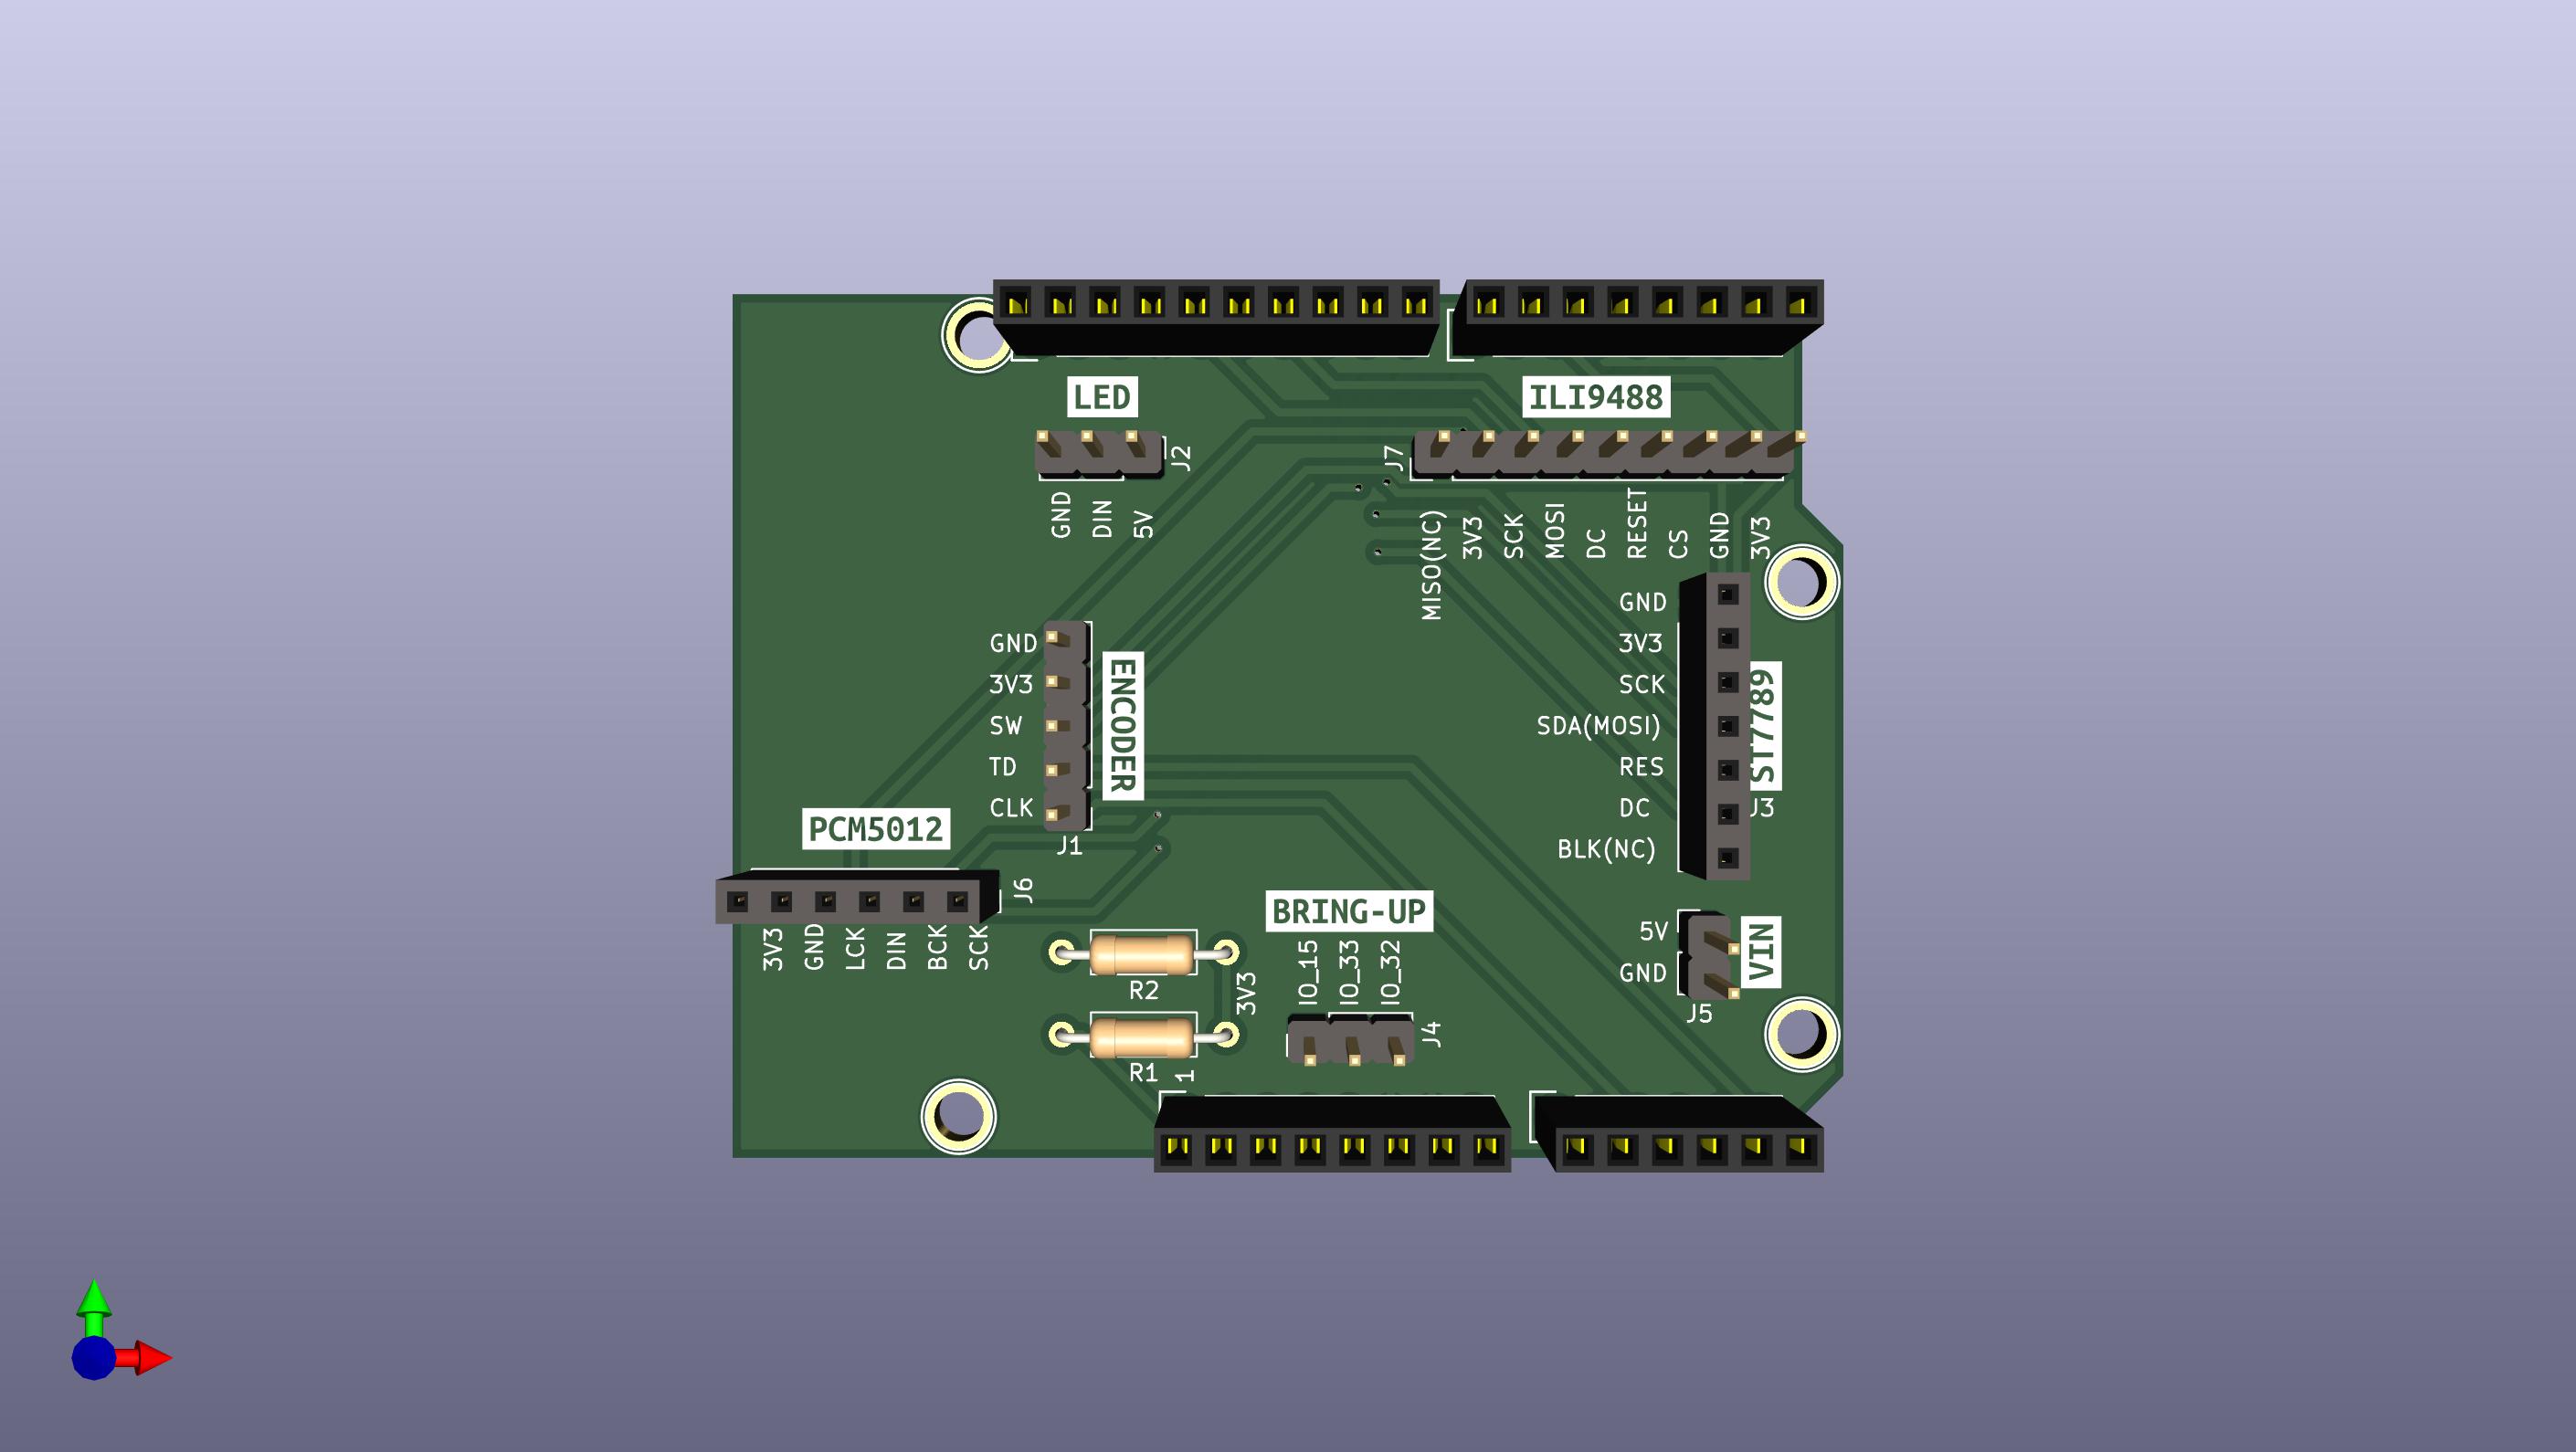 LED
ILI9488
J2
J7
GND
DIN
5V
MISO(NC)
3V3
SCK
MOSI
DC
RESET
CS
GND
3V3
GND
3V3
SW
TD
CLK
ENCODER
J1
GND
3V3
SCK
SDA(MOSI)
RES
DC
BLK(NC)
ST7789
J3
PCM5012
J6
3V3
GND
LCK
DIN
BCK
SCK
BRING-UP
IO_15
IO_33
IO_32
J4
5V
GND
VIN
J5
R2
3V3
R1
1